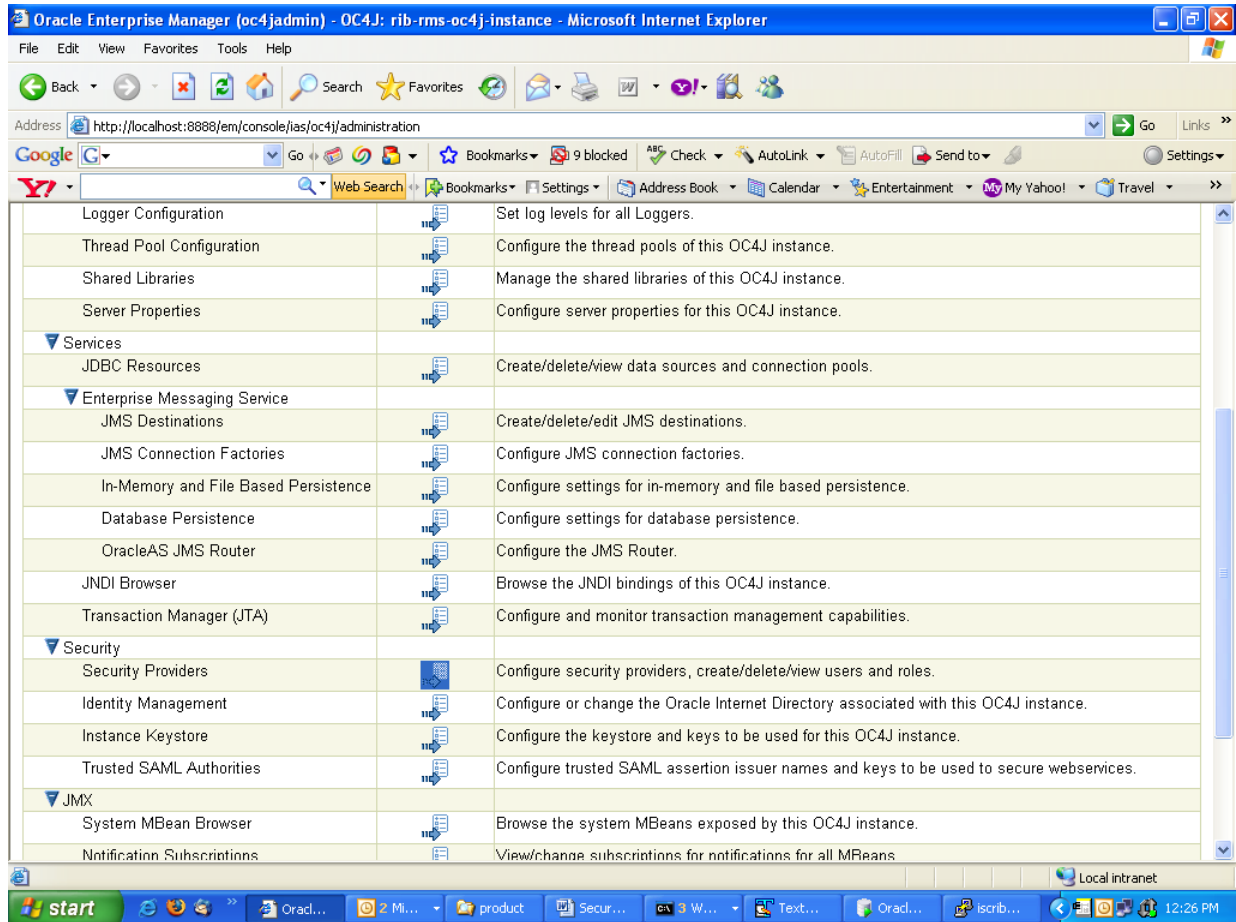 Oracle Enterprise Manager (oc4jadmin) - OC4J: rib-rms-oc4j-instance - Microsoft Internet Explorer
File Edit View Favorites Tools Help
Back Search Favorites
Address http://localhost:8888/em/console/ias/oc4j/administration Go Links »
Google G Go Bookmarks 9 blocked ABC Check AutoLink AutoFill Send to Settings
Y! Web Search Bookmarks Settings Address Book Calendar Entertainment My My Yahoo! Travel »
Logger Configuration Set log levels for all Loggers.
Thread Pool Configuration Configure the thread pools of this OC4J instance.
Shared Libraries Manage the shared libraries of this OC4J instance.
Server Properties Configure server properties for this OC4J instance.
Services
JDBC Resources Create/delete/view data sources and connection pools.
Enterprise Messaging Service
JMS Destinations Create/delete/edit JMS destinations.
JMS Connection Factories Configure JMS connection factories.
In-Memory and File Based Persistence Configure settings for in-memory and file based persistence.
Database Persistence Configure settings for database persistence.
OracleAS JMS Router Configure the JMS Router.
JNDI Browser Browse the JNDI bindings of this OC4J instance.
Transaction Manager (JTA) Configure and monitor transaction management capabilities.
Security
Security Providers Configure security providers, create/delete/view users and roles.
Identity Management Configure or change the Oracle Internet Directory associated with this OC4J instance.
Instance Keystore Configure the keystore and keys to be used for this OC4J instance.
Trusted SAML Authorities Configure trusted SAML assertion issuer names and keys to be used to secure webservices.
JMX
System MBean Browser Browse the system MBeans exposed by this OC4J instance.
Notification Subscriptions View/change subscriptions for notifications for all MBeans
Local intranet
start » Oracl... 2 Mi... product Secur... 3 W... Text... Oracl... iscrib... 12:26 PM